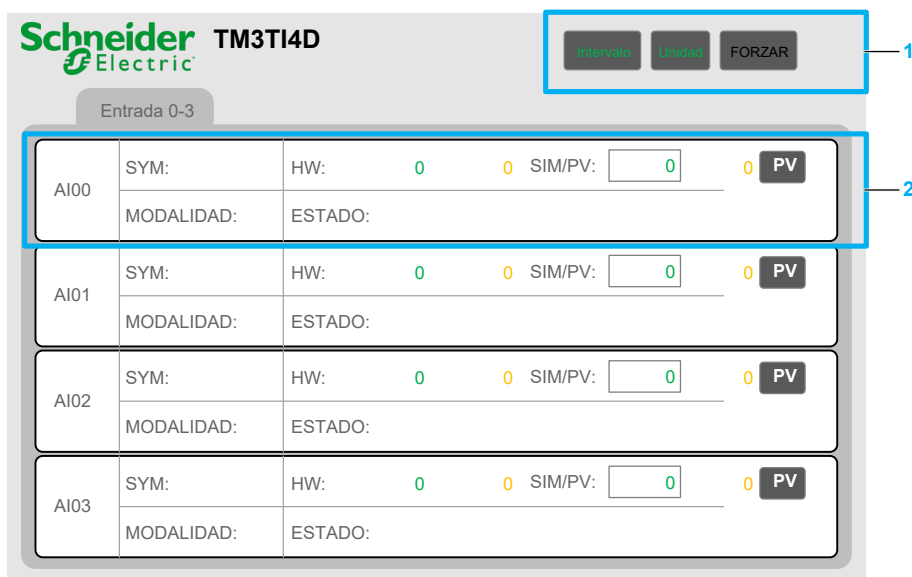 Schneider Electric TM3TI4D
Intervalo Unidad FORZAR 1
Entrada 0-3
AI00 SYM: HW: 0 0 SIM/PV: 0 0 PV 2
MODALIDAD: ESTADO:
AI01 SYM: HW: 0 0 SIM/PV: 0 0 PV
MODALIDAD: ESTADO:
AI02 SYM: HW: 0 0 SIM/PV: 0 0 PV
MODALIDAD: ESTADO:
AI03 SYM: HW: 0 0 SIM/PV: 0 0 PV
MODALIDAD: ESTADO: